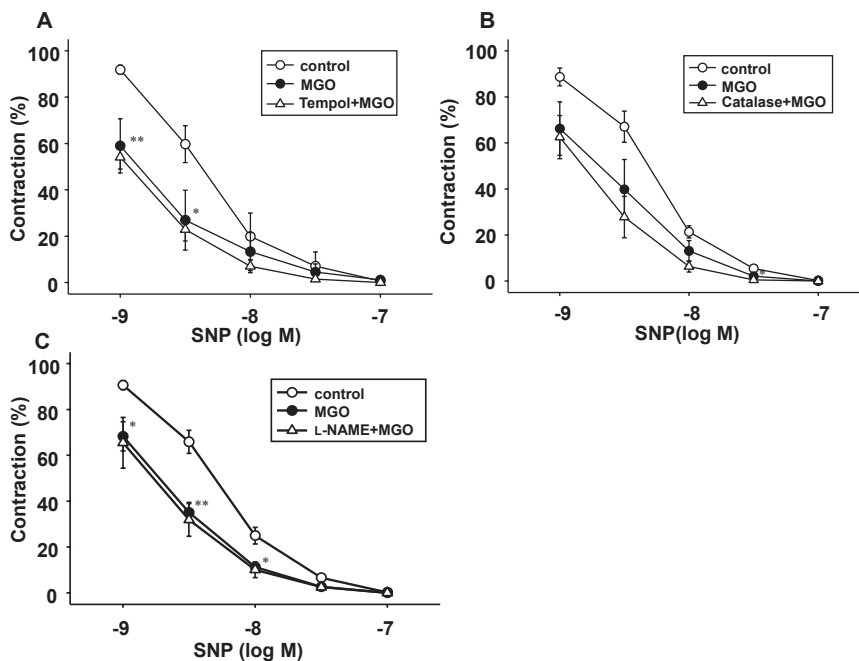 A
Contraction (%)
100
80
60
40
20
0
-9
-8
-7
SNP (log M)
control
MGO
Tempol+MGO
**
*
B
Contraction (%)
100
80
60
40
20
0
-9
-8
-7
SNP(log M)
control
MGO
Catalase+MGO
*
C
Contraction (%)
100
80
60
40
20
0
-9
-8
-7
SNP (log M)
control
MGO
L-NAME+MGO
*
**
*